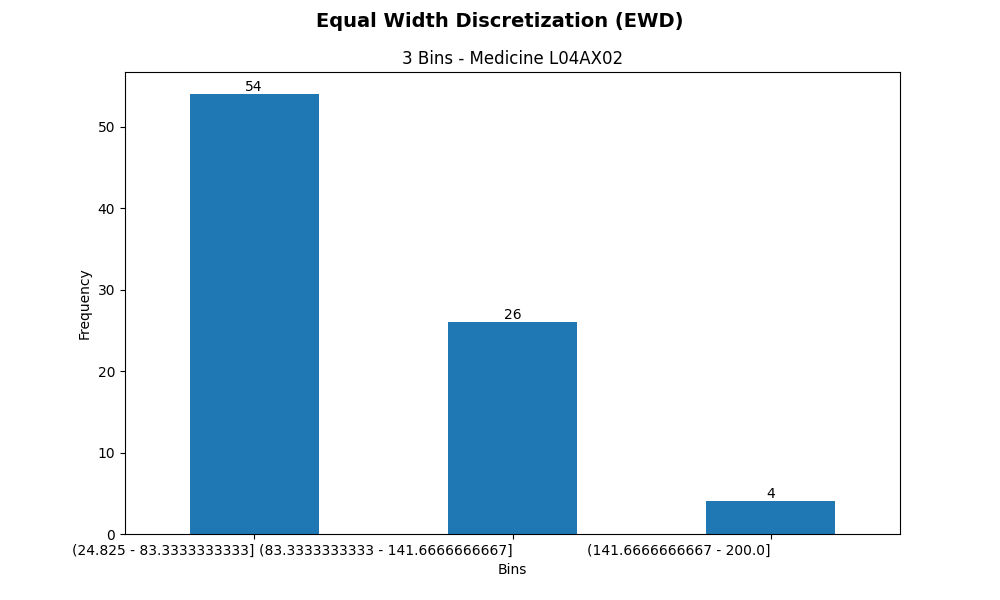 Equal Width Discretization (EWD)
3 Bins - Medicine L04AX02
54
50
40
Frequency
30
26
20
10
4
0
(24.825 - 83.3333333333] (83.3333333333 - 141.6666666667] (141.6666666667 - 200.0]
Bins